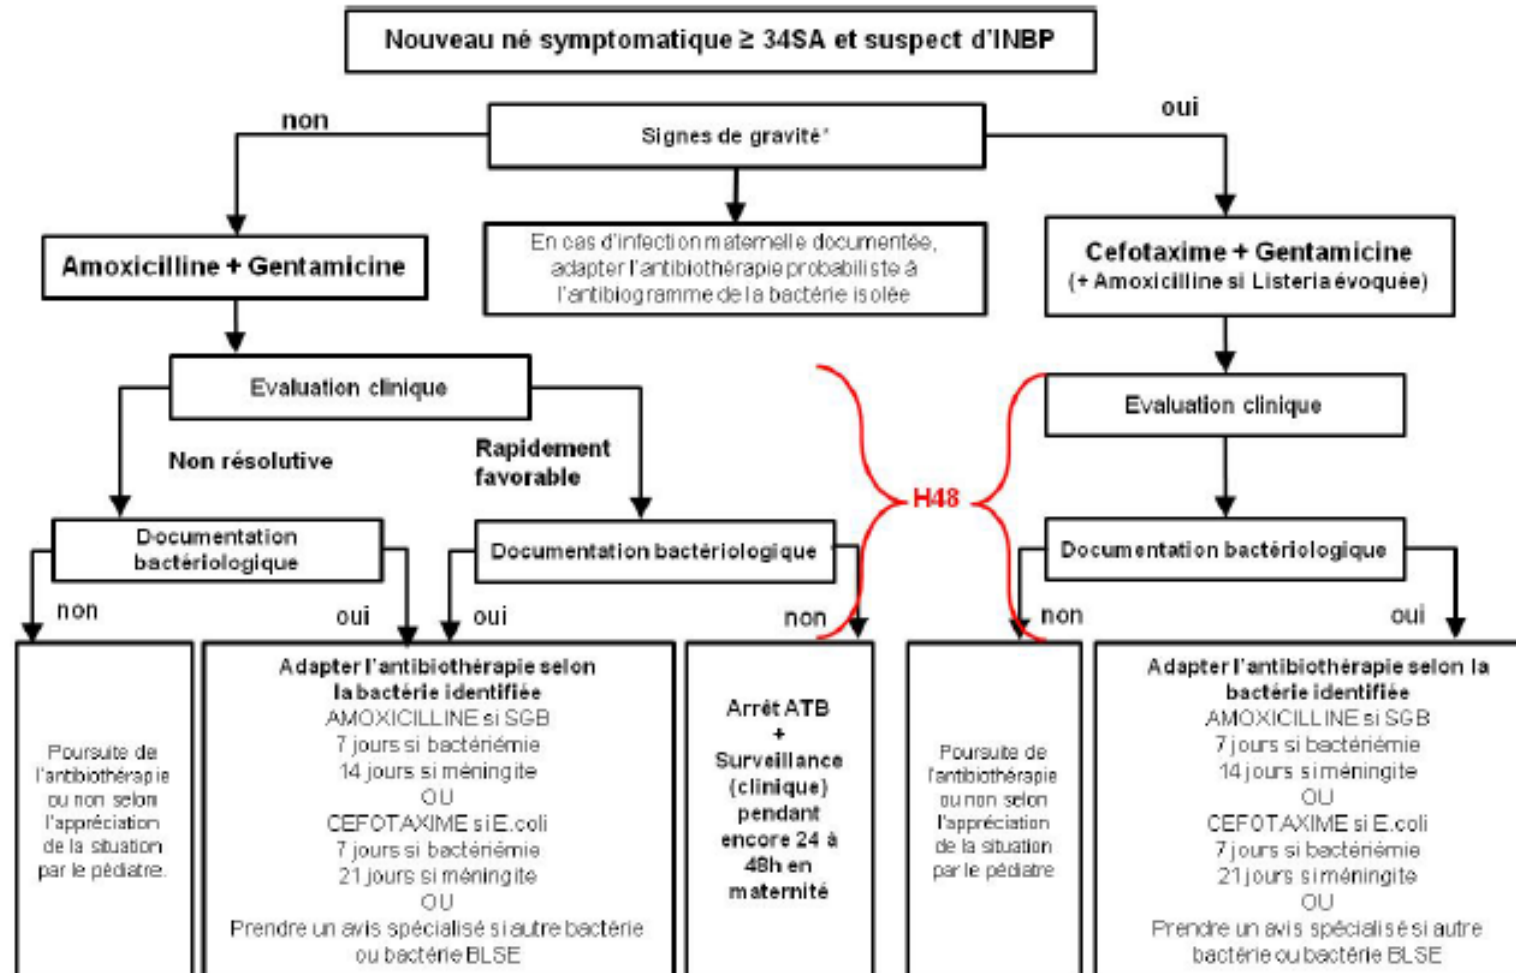 Nouveau né symptomatique ≥ 34SA et suspect d'INBP
non
Signes de gravité*
oui
Amoxicilline + Gentamicine
En cas d'infection maternelle documentée,
adapter l'antibiothérapie probabiliste à
l'antibiogramme de la bactérie isolée
Cefotaxime + Gentamicine
(+ Amoxicilline si Listeria évoquée)
Evaluation clinique
Evaluation clinique
Non résolutive
Rapidement
favorable
H48
Documentation
bactériologique
Documentation bactériologique
Documentation bactériologique
non
oui
oui
non
non
oui
Poursuite de
l'antibiothérapie
ou non selon
l'appréciation
de la situation
par le pédiatre.
Adapter l'antibiothérapie selon
la bactérie identifiée
AMOXICILLINE si SGB
7 jours si bactériémie
14 jours si méningite
OU
CEFOTAXIME si E.coli
7 jours si bactériémie
21 jours si méningite
OU
Prendre un avis spécialisé si autre bactérie
ou bactérie BLSE
Arrêt ATB
+
Surveillance
(clinique)
pendant
encore 24 à
48h en
maternité
Poursuite de
l'antibiothérapie
ou non selon
l'appréciation
de la situation
par le pédiatre
Adapter l'antibiothérapie selon la
bactérie identifiée
AMOXICILLINE si SGB
7 jours si bactériémie
14 jours si méningite
OU
CEFOTAXIME si E.coli
7 jours si bactériémie
21 jours si méningite
OU
Prendre un avis spécialisé si autre
bactérie ou bactérie BLSE